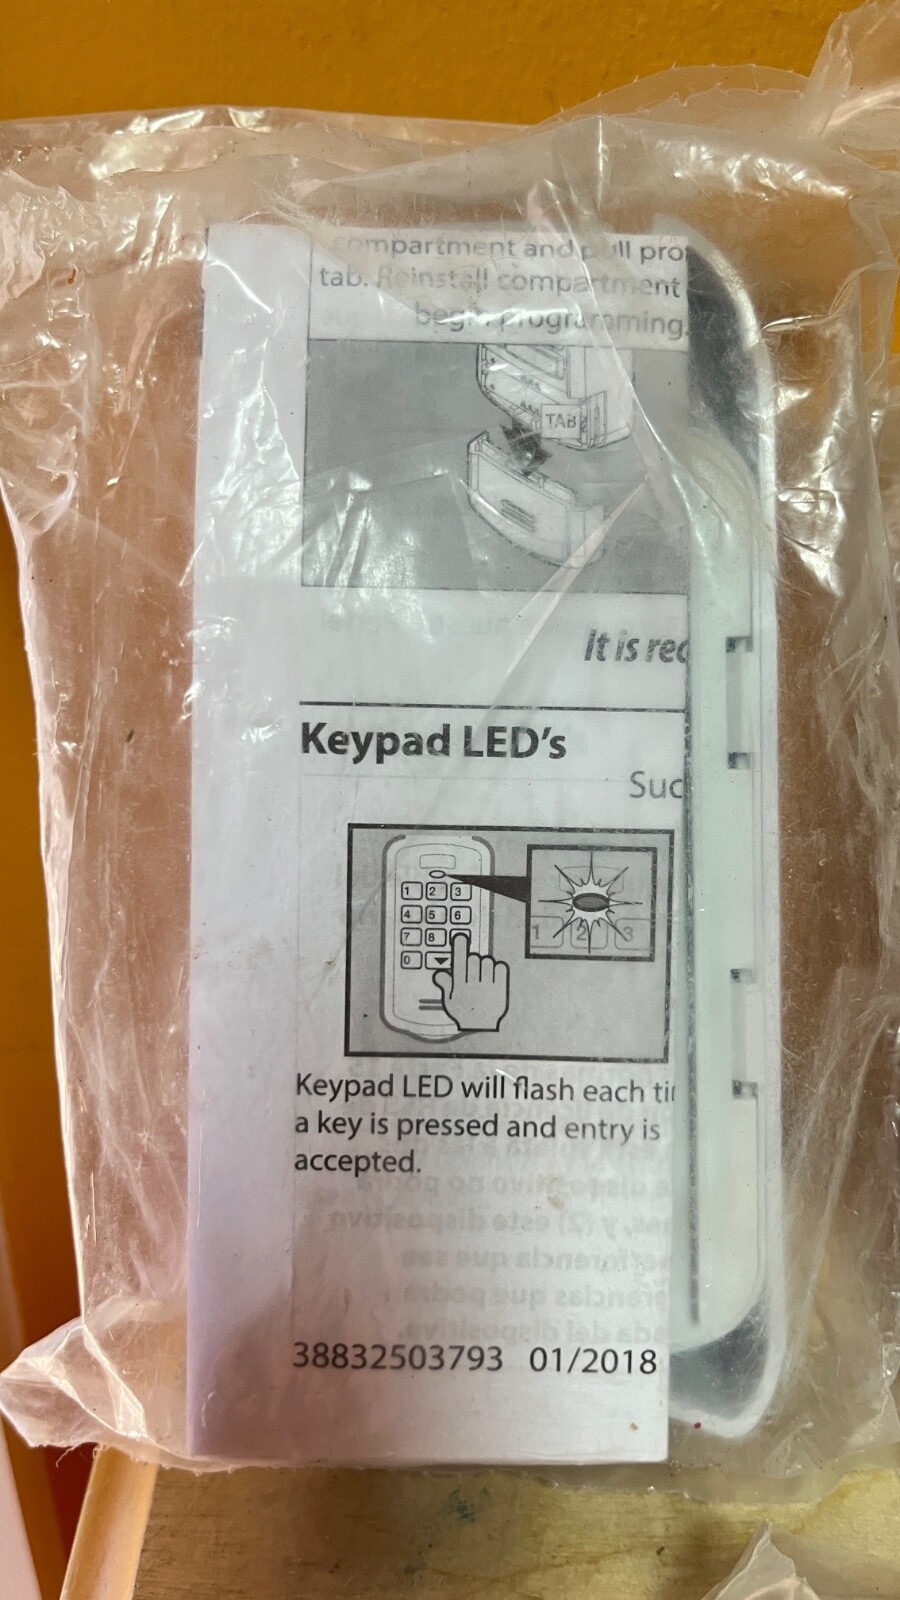 compartment and pull pro
tab. Reinstall compartment
begin programming.
TAB
It is rec
Keypad LED's
Suc
1 2 3
4 5 6
7 8
0
1 2 3
Keypad LED will flash each ti
a key is pressed and entry is
accepted.
38832503793 01/2018